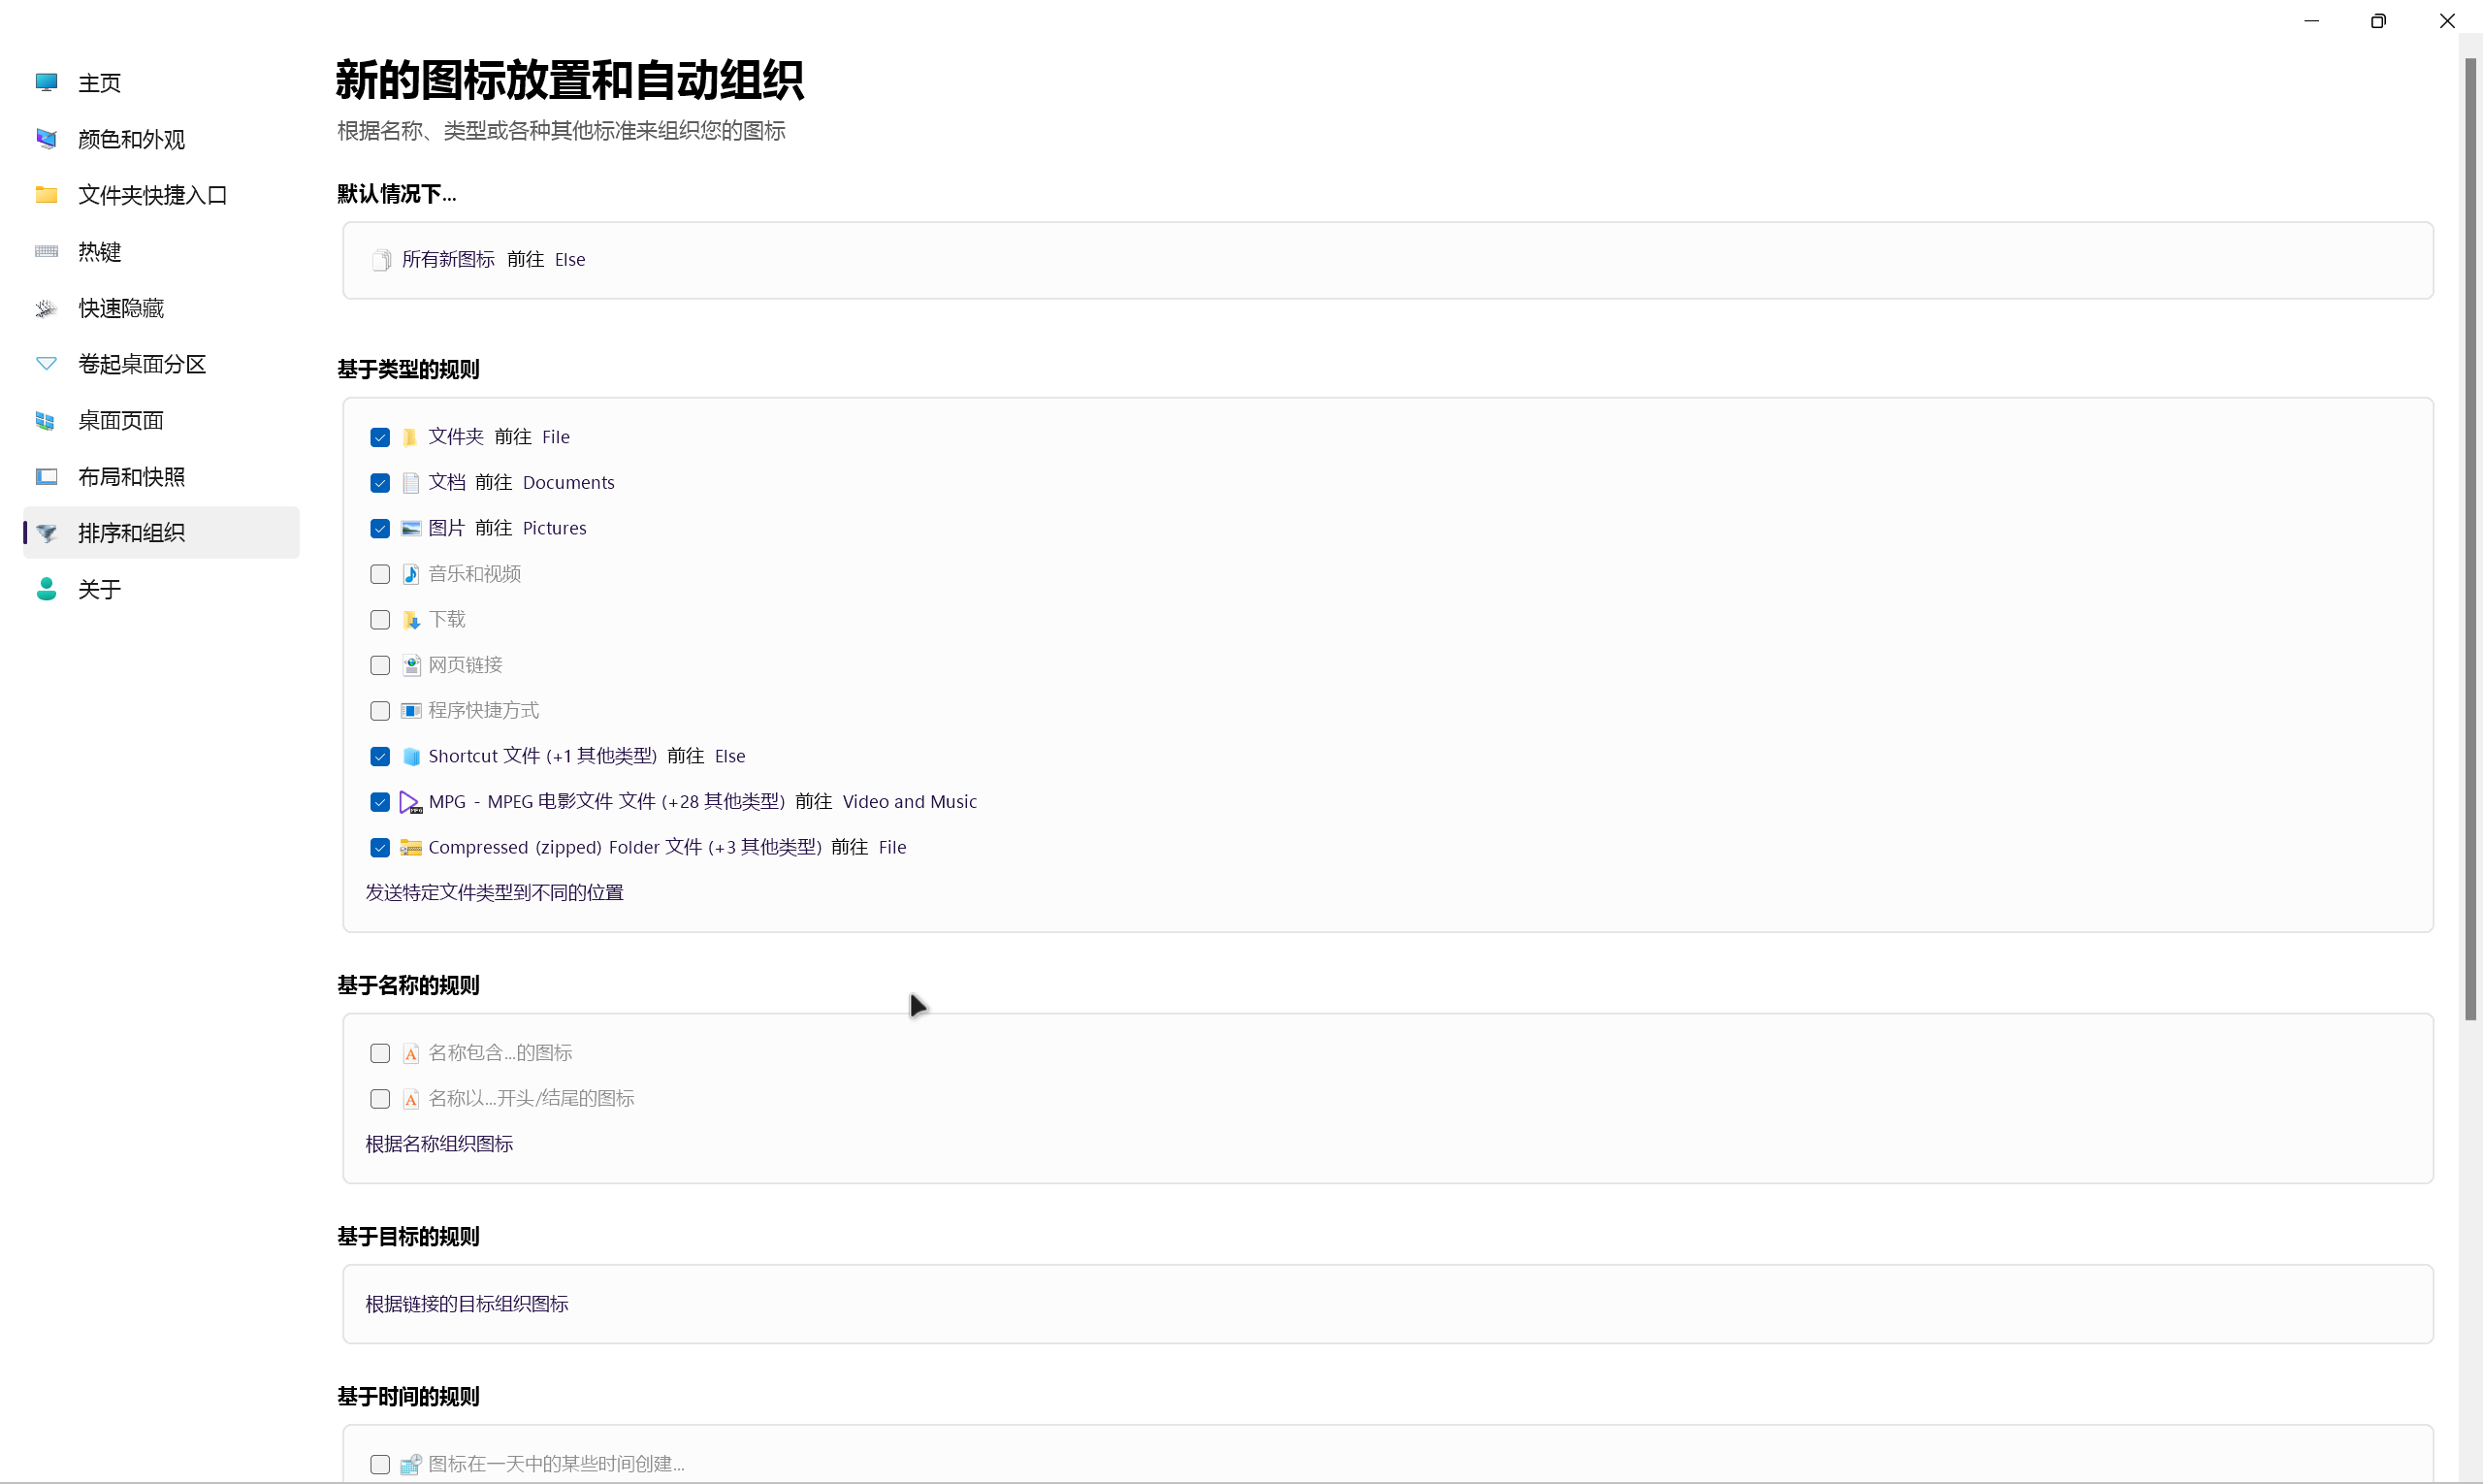 主页
颜色和外观
文件夹快捷入口
热键
快速隐藏
卷起桌面分区
桌面页面
布局和快照
排序和组织
关于
新的图标放置和自动组织
根据名称、类型或各种其他标准来组织您的图标
默认情况下...
所有新图标 前往 Else
基于类型的规则
文件夹 前往 File
文档 前往 Documents
图片 前往 Pictures
音乐和视频
下载
网页链接
程序快捷方式
Shortcut 文件 (+1 其他类型) 前往 Else
MPG - MPEG 电影文件 文件 (+28 其他类型) 前往 Video and Music
Compressed (zipped) Folder 文件 (+3 其他类型) 前往 File
发送特定文件类型到不同的位置
基于名称的规则
名称包含...的图标
名称以...开头/结尾的图标
根据名称组织图标
基于目标的规则
根据链接的目标组织图标
基于时间的规则
图标在一天中的某些时间创建...